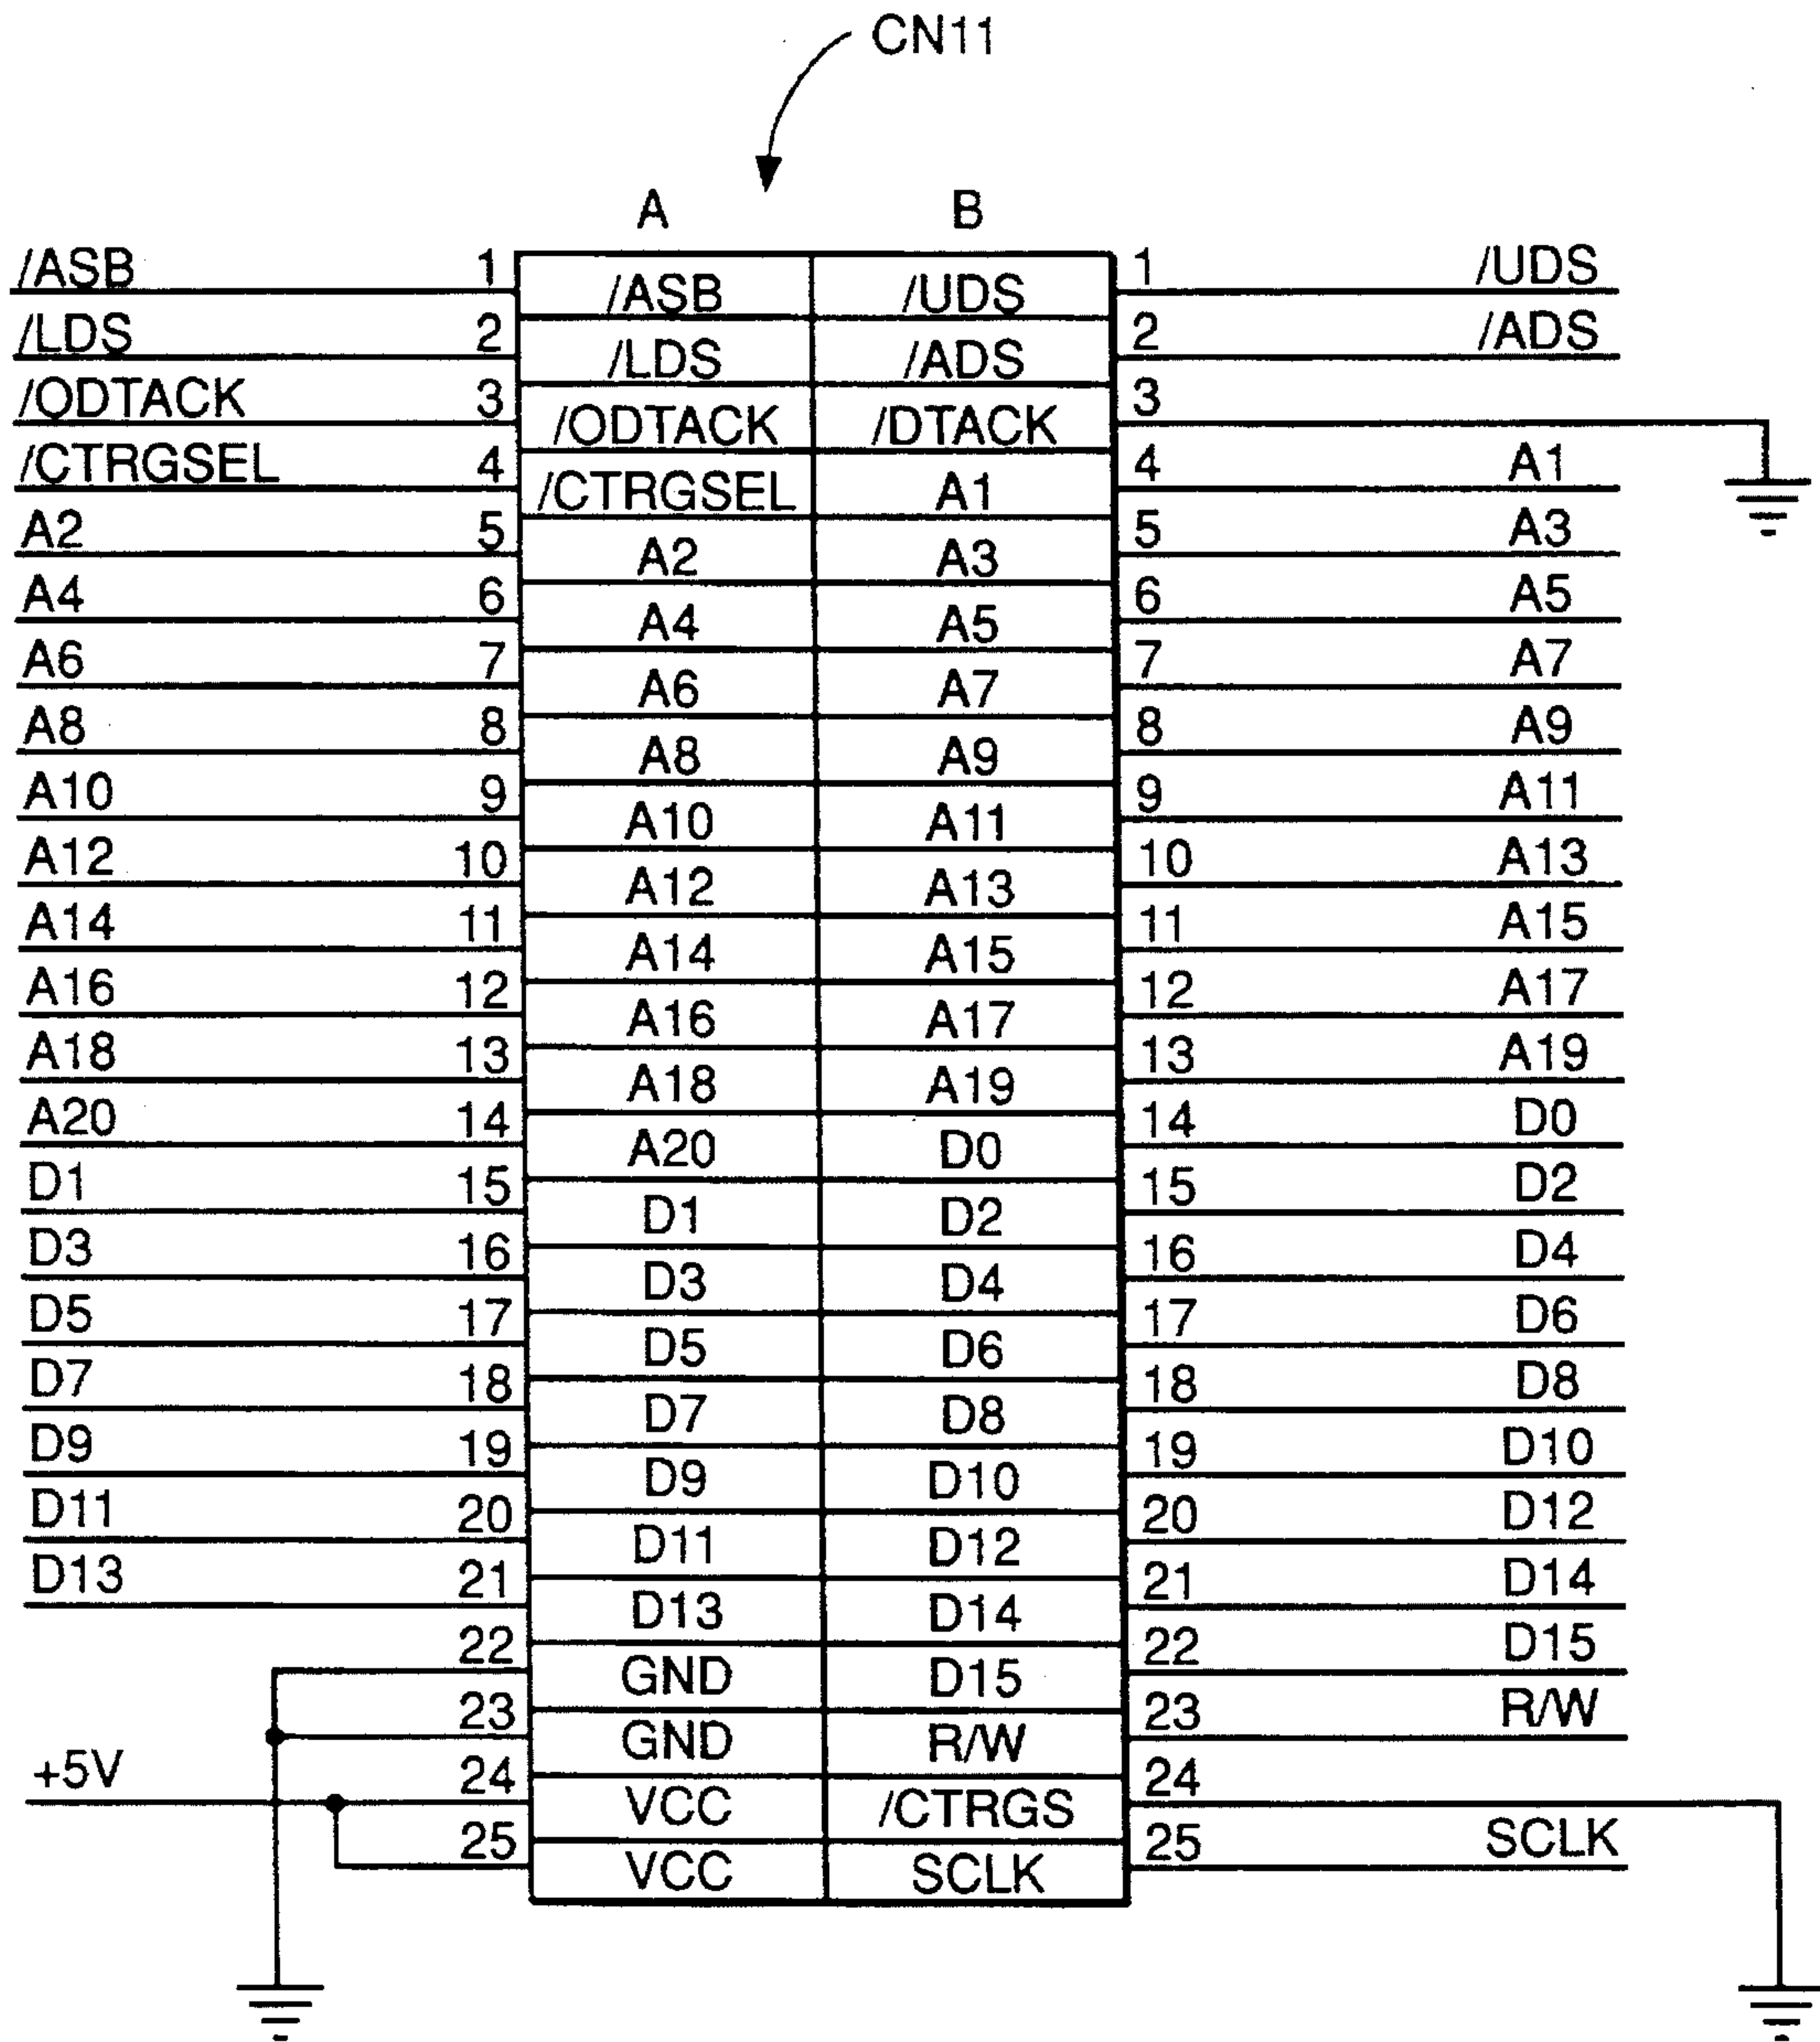 CN11
A B
/ASB 1 /ASB /UDS 1 /UDS
/LDS 2 /LDS /ADS 2 /ADS
/ODTACK 3 /ODTACK /DTACK 3
/CTRGSEL 4 /CTRGSEL A1 4 A1
A2 5 A2 A3 5 A3
A4 6 A4 A5 6 A5
A6 7 A6 A7 7 A7
A8 8 A8 A9 8 A9
A10 9 A10 A11 9 A11
A12 10 A12 A13 10 A13
A14 11 A14 A15 11 A15
A16 12 A16 A17 12 A17
A18 13 A18 A19 13 A19
A20 14 A20 D0 14 D0
D1 15 D1 D2 15 D2
D3 16 D3 D4 16 D4
D5 17 D5 D6 17 D6
D7 18 D7 D8 18 D8
D9 19 D9 D10 19 D10
D11 20 D11 D12 20 D12
D13 21 D13 D14 21 D14
22 GND D15 22 D15
23 GND R/W 23 R/W
+5V 24 VCC /CTRGS 24
25 VCC SCLK 25 SCLK